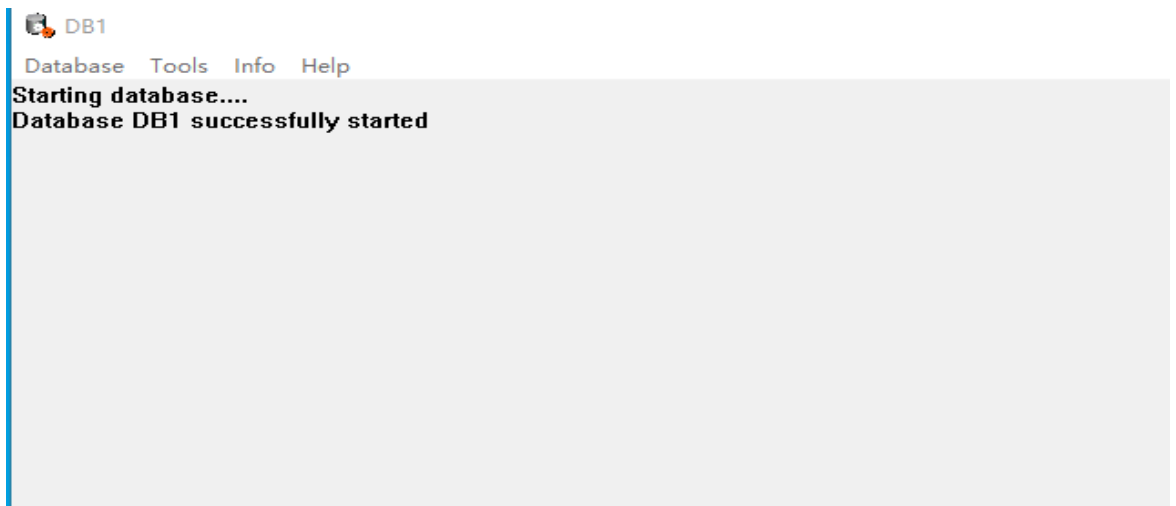 DB1
Database Tools Info Help
Starting database....
Database DB1 successfully started